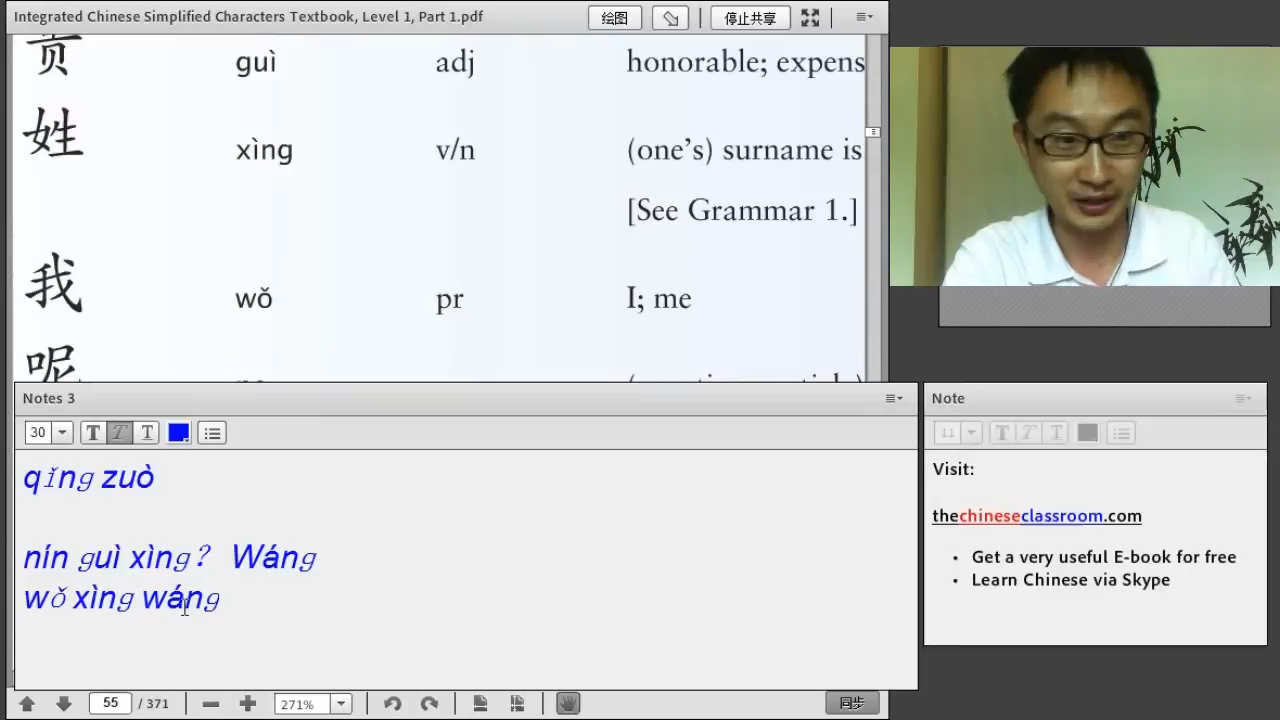 Integrated Chinese Simplified Characters Textbook, Level 1, Part 1.pdf
绘图
停止共享
贵 guì adj honorable; expens
姓 xìng v/n (one's) surname is
[See Grammar 1.]
我 wǒ pr I; me
呢
Notes 3
30 T T T
qǐng zuò
nín guì xìng? Wáng
wǒ xìng wáng
55 / 371
271%
同步
Note
11 T T T
Visit:
thechineseclassroom.com
• Get a very useful E-book for free
• Learn Chinese via Skype